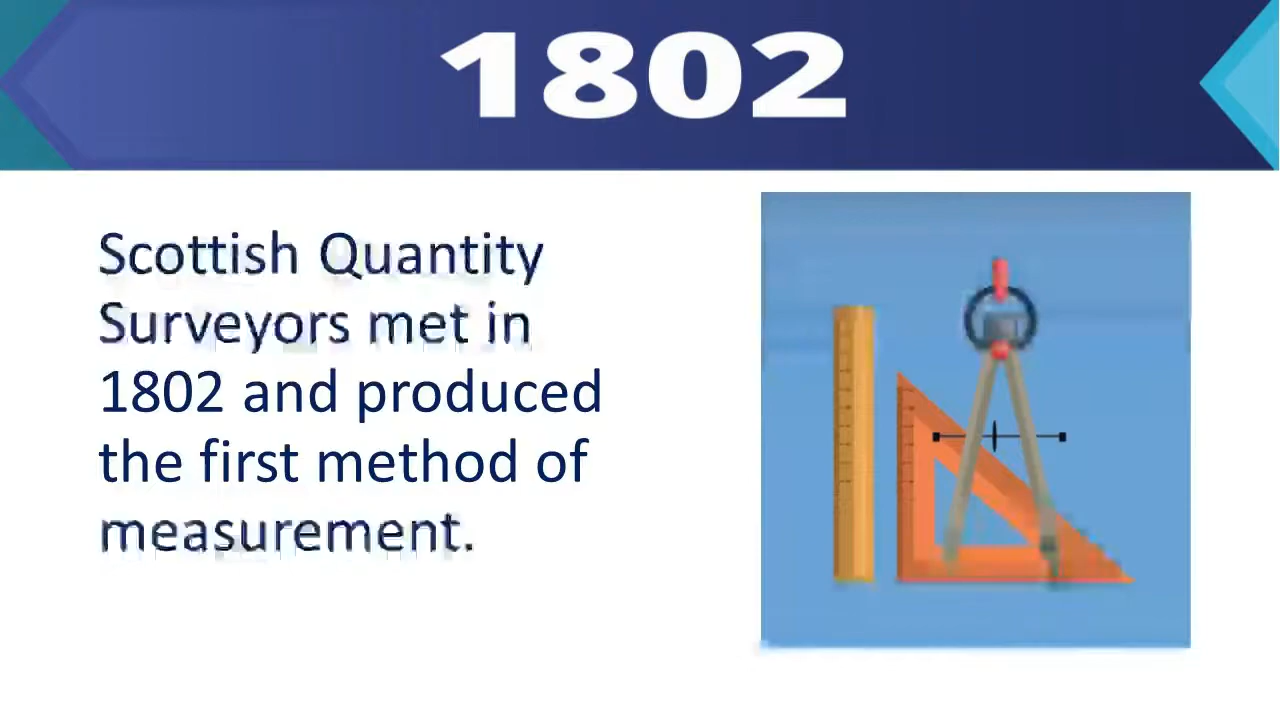 1802
Scottish Quantity
Surveyors met in
1802 and produced
the first method of
measurement.